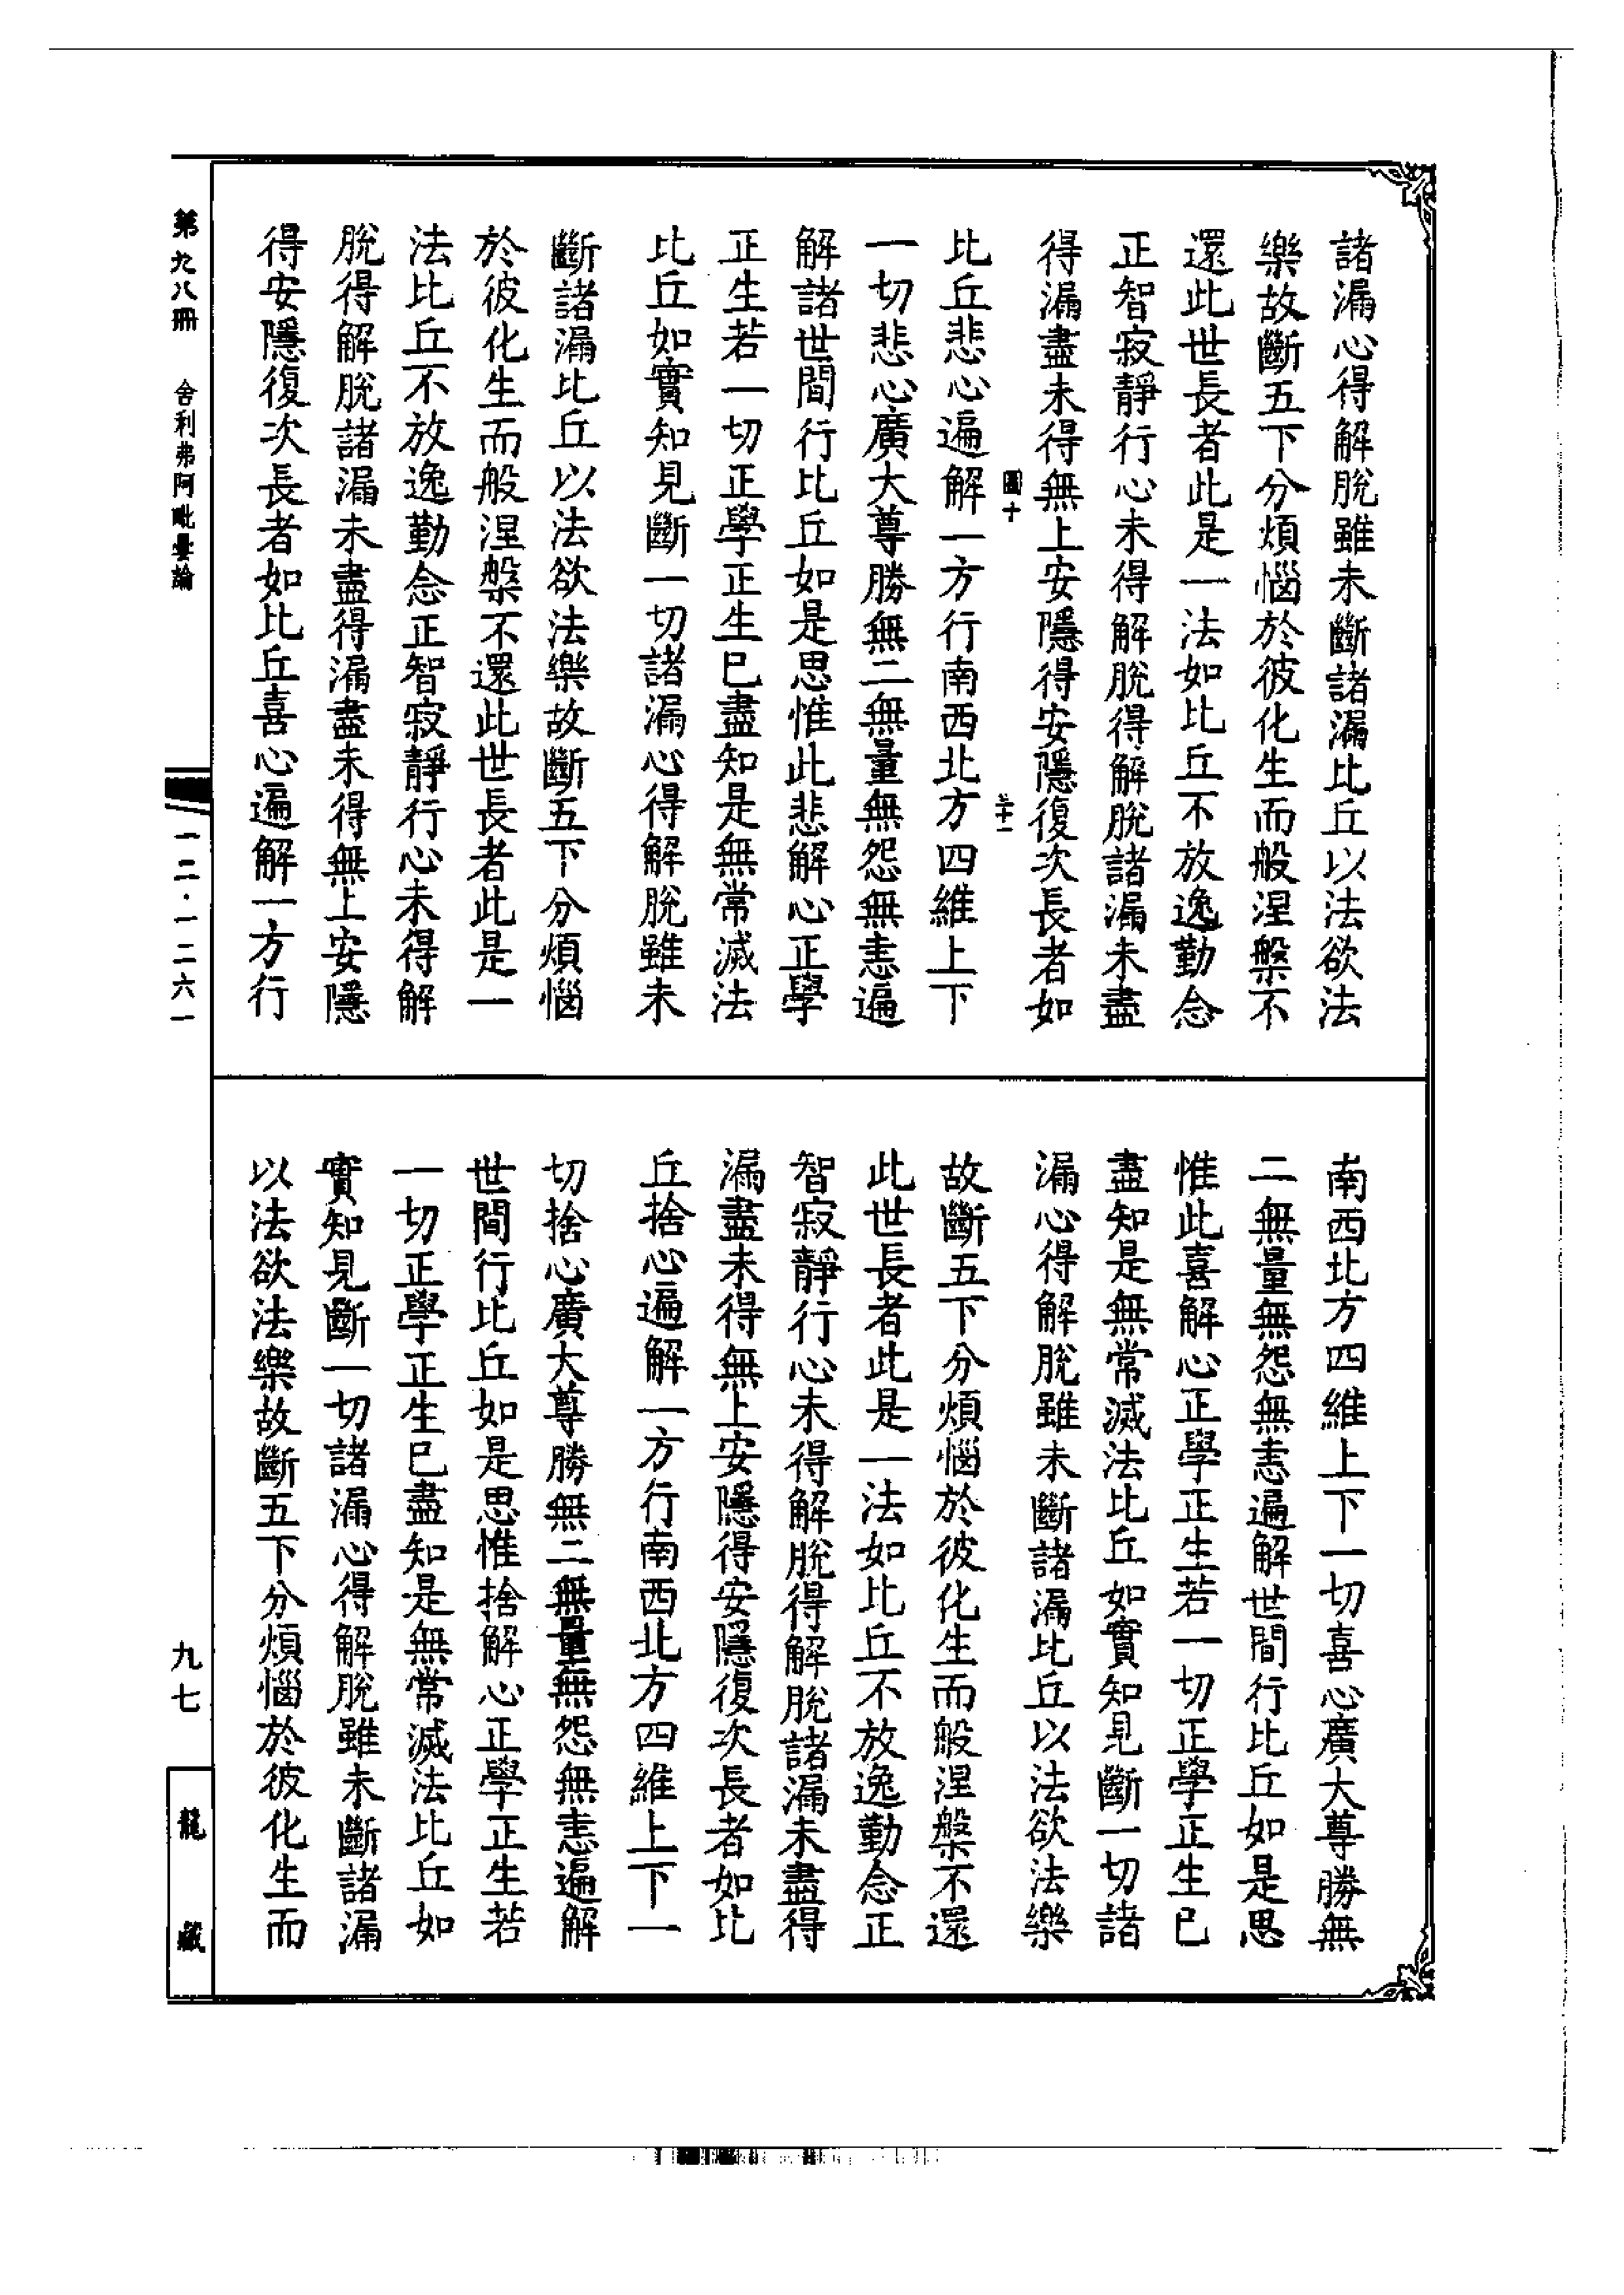 諸漏心得解脫雖未斷諸漏比丘以法欲法
樂故斷五下分煩惱於彼化生而般涅槃不
還此世長者此是一法如比丘不放逸勤念
正智寂靜行心未得解脫得解脫諸漏未盡
得漏盡未得無上安隱得安隱復次長者如
圖十
比丘悲心遍解一方行南西北方四維上下
一切悲心廣大尊勝無二無量無怨無恚遍
解諸世間行比丘如是思惟此悲解心正學
正生若一切正學正生已盡知是無常滅法
比丘如實知見斷一切諸漏心得解脫雖未
斷諸漏比丘以法欲法樂故斷五下分煩惱
於彼化生而般涅槃不還此世長者此是一
法比丘不放逸勤念正智寂靜行心未得解
脫得解脫諸漏未盡得漏盡未得無上安隱
得安隱復次長者如比丘喜心遍解一方行
南西北方四維上下一切喜心廣大尊勝無
二無量無怨無恚遍解世間行比丘如是思
惟此喜解心正學正生若一切正學正生已
盡知是無常滅法比丘如實知見斷一切諸
漏心得解脫雖未斷諸漏比丘以法欲法樂
故斷五下分煩惱於彼化生而般涅槃不還
此世長者此是一法如比丘不放逸勤念正
智寂靜行心未得解脫得解脫諸漏未盡得
漏盡未得無上安隱得安隱復次長者如比
丘捨心遍解一方行南西北方四維上下一
切捨心廣大尊勝無二無量無怨無恚遍解
世間行比丘如是思惟捨解心正學正生若
一切正學正生已盡知是無常滅法比丘如
實知見斷一切諸漏心得解脫雖未斷諸漏
以法欲法樂故斷五下分煩惱於彼化生而
第九八冊 舍利弗阿毗曇論
一二·一二六一
九七
龍藏